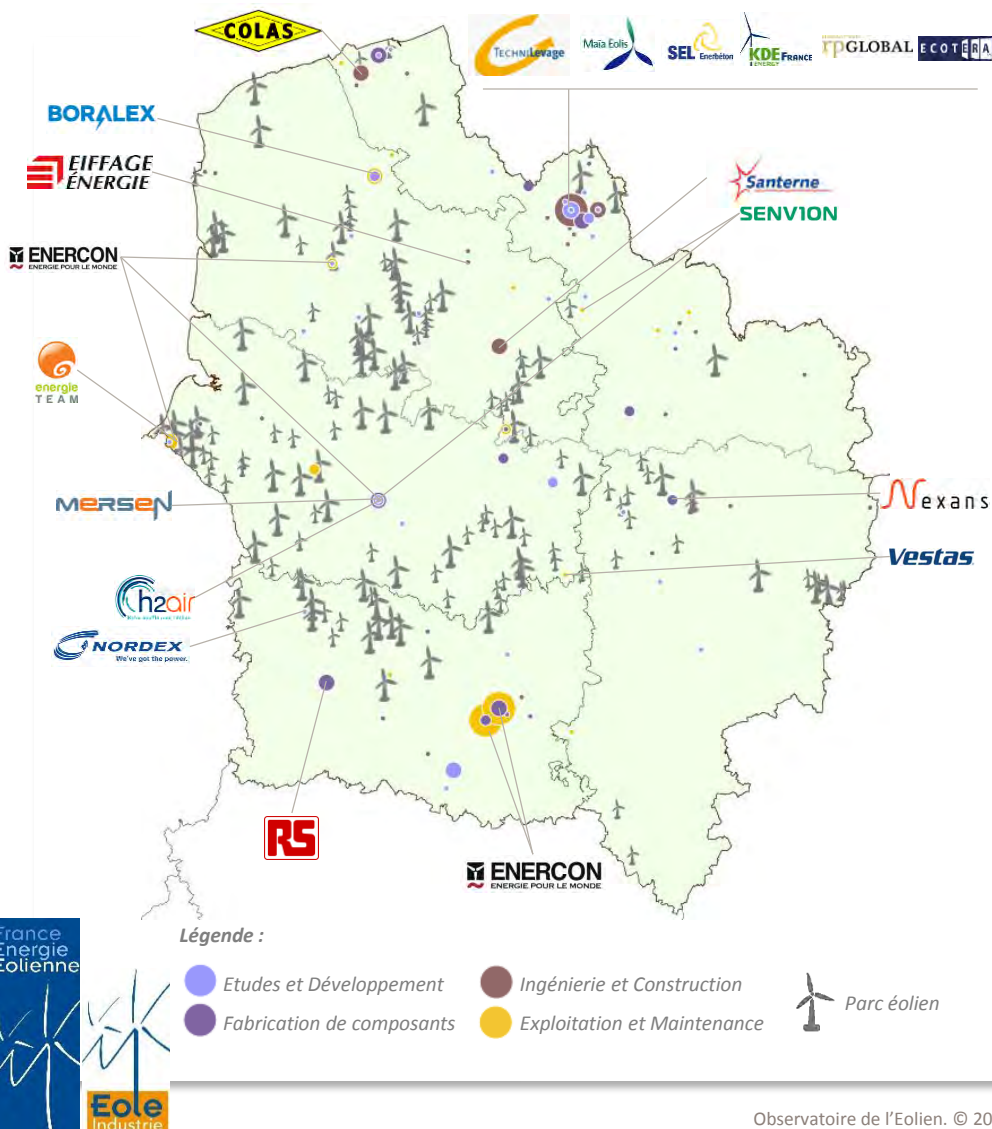 COLAS
TECHNILevage
Maïa Eolis
SEL Enerbéton
KDE FRANCE
ENERGY
rpGLOBAL
ECOTERA
BORALEX
EIFFAGE
ÉNERGIE
Santerne
SENVION
ENERCON
ENERGIE POUR LE MONDE
energie
TEAM
MERSEN
Nexans
Vestas
h2air
NORDEX
We've got the power.
RS
ENERCON
ENERGIE POUR LE MONDE
Légende :
Etudes et Développement
Ingénierie et Construction
Parc éolien
Fabrication de composants
Exploitation et Maintenance
France
Energie
Eolienne
Eole
Industrie
Observatoire de l'Eolien. © 20